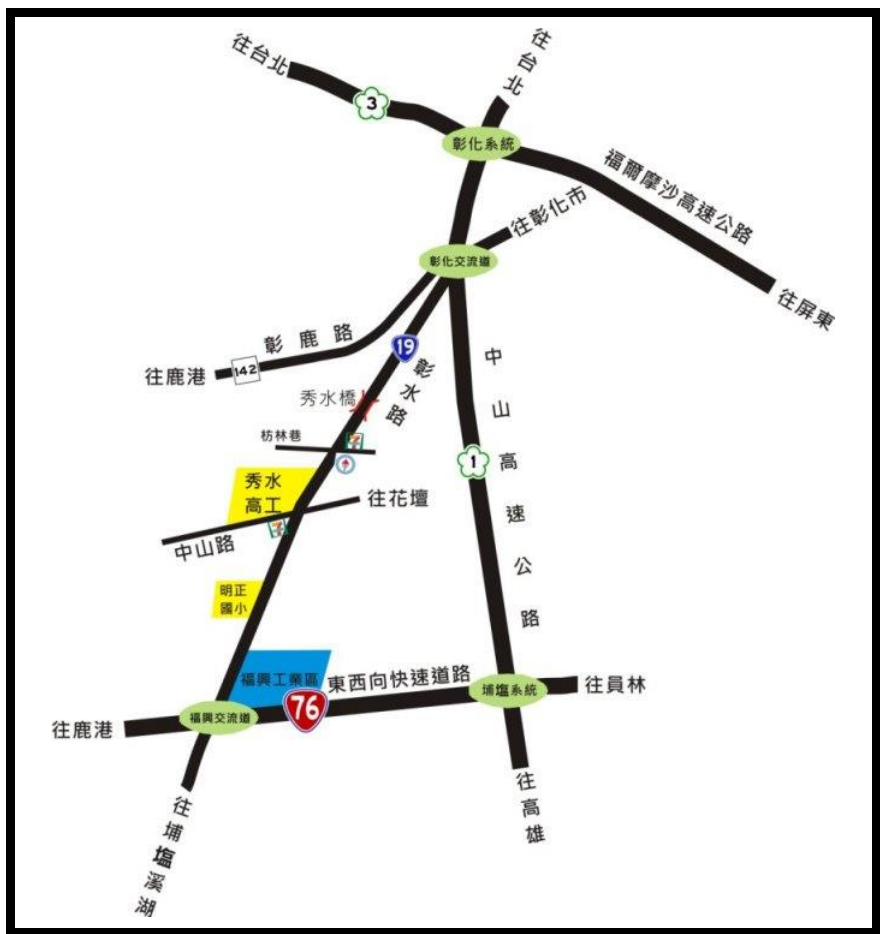 往台北
往台北
3
彰化系統
福爾摩沙高速公路
往彰化市
彰化交流道
往屏東
彰鹿路
19
142
往鹿港
彰水路
中山高速公路
秀水橋
枋林巷
7
1
秀水
高工
往花壇
7
中山路
明正
國小
福興工業區
東西向快速道路
76
埔塩系統
往員林
福興交流道
往鹿港
往高雄
往埔塩溪湖